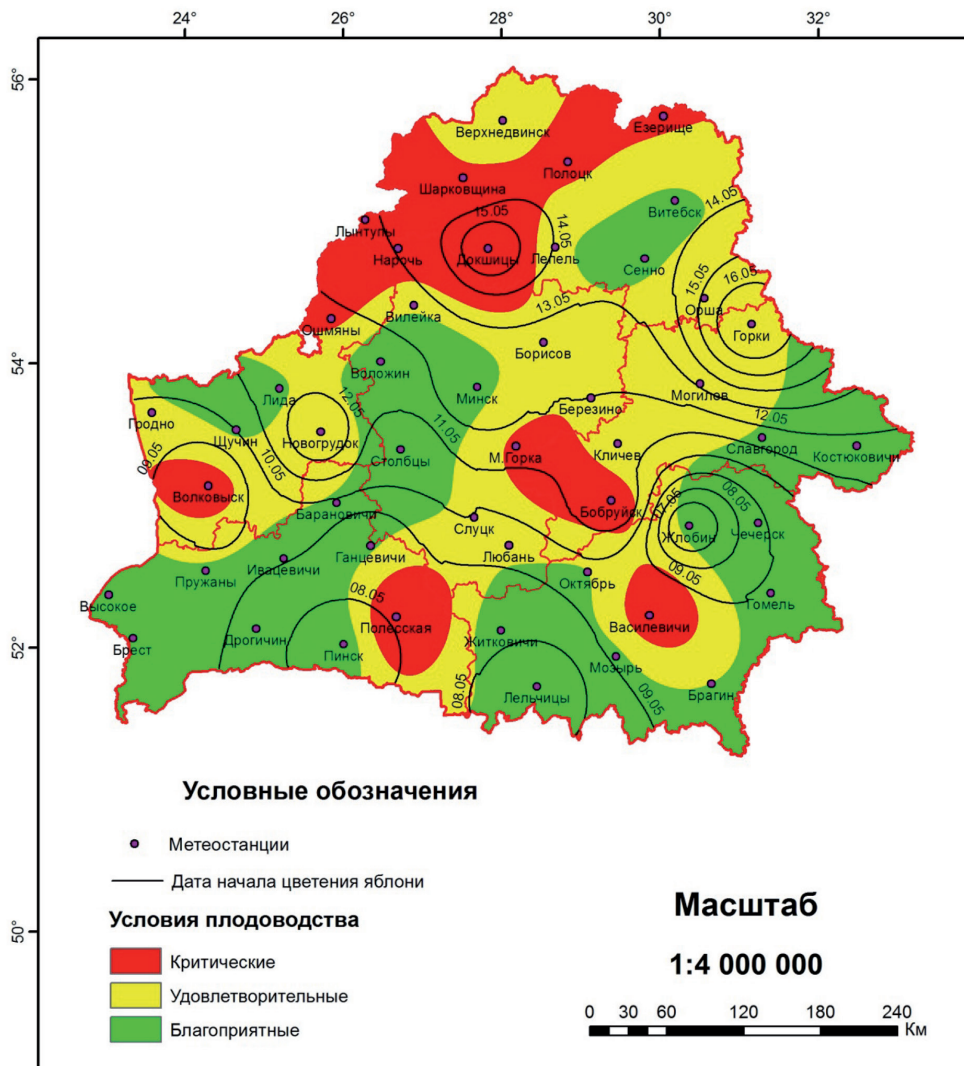 24°
26°
28°
30°
32°
56°
54°
52°
50°
Верхнедвинск
Езерище
Полоцк
Шарковщина
Витебск
14.05
15.05
14.05
Лынтупы
Нарочь
Докшицы
Лепель
Сенно
15.05
16.05
13.05
Орша
Вилейка
Ошмяны
Горки
Борисов
Воложин
Минск
Могилев
Лида
12.05
Березино
12.05
Гродно
11.05
Щучин
Новогрудок
Славгород
Костюковичи
Столбцы
М.Горка
Кличев
09.05
10.05
Волковыск
Бобруйск
07.05
08.05
Барановичи
Слуцк
Жлобин
Чечерск
Ганцевичи
Любань
Ивацевичи
Пружаны
Октябрь
09.05
Высокое
08.05
Гомель
Полесская
Василевичи
Дрогичин
Житковичи
Брест
Пинск
Мозырь
08.05
Лельчицы
09.05
Брагин
Условные обозначения
Метеостанции
Дата начала цветения яблони
Условия плодоводства
Критические
Удовлетворительные
Благоприятные
Масштаб
1:4 000 000
0 30 60 120 180 240
Км